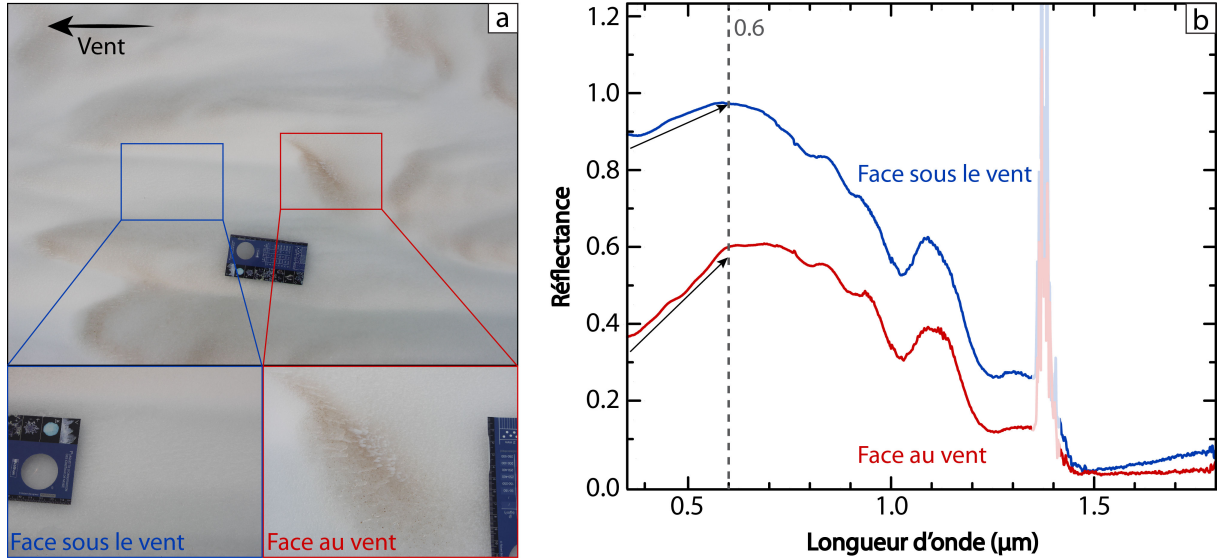 a
Vent
Face sous le vent
Face au vent
b
0.6
Face sous le vent
Face au vent
Réflectance
1.2
1.0
0.8
0.6
0.4
0.2
0.0
0.5
1.0
1.5
Longueur d'onde (µm)